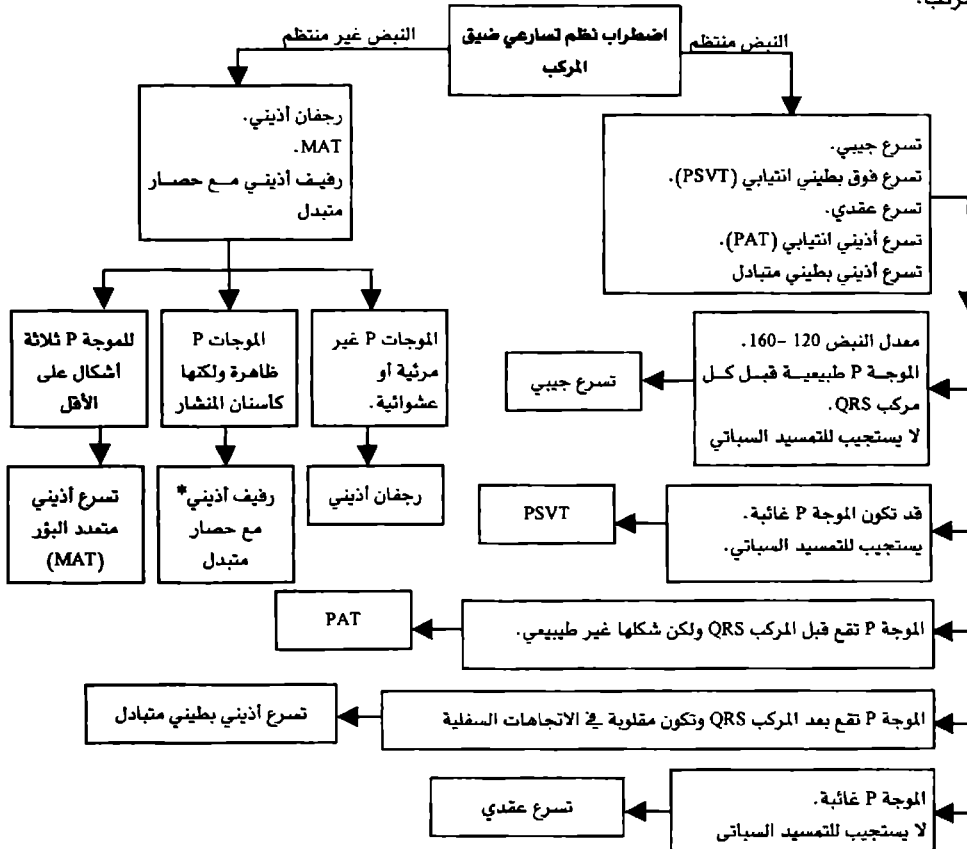 مركب.
اضطراب نظم تسارعي ضيق
المركب
النبض منتظم
النبض غير منتظم
تسرع جيبي.
تسرع فوق بطيني انتيابي (PSVT).
تسرع عقدي.
تسرع أذيني انتيابي (PAT).
تسرع أذيني بطيني متبادل
رجفان أذيني.
MAT.
رفيف أذيني مع حصار
متبدل
الموجات P غير
مرئية أو
عشوائية.
الموجات P
ظاهرة ولكنها
كأسنان المنشار
للموجة P ثلاثة
أشكال على
الأقل
رجفان أذيني
رفيف أذيني*
مع حصار
متبدل
تسرع أذيني
متعدد البؤر
(MAT)
معدل النبض 120 –160.
الموجة P طبيعية قبل كل
مركب QRS.
لا يستجيب للتمسيد السباتي
تسرع جيبي
قد تكون الموجة P غائبة.
يستجيب للتمسيد السباتي.
PSVT
الموجة P تقع قبل المركب QRS ولكن شكلها غير طيبيعي.
PAT
الموجة P تقع بعد المركب QRS وتكون مقلوبة في الاتجاهات السفلية
تسرع أذيني بطيني متبادل
الموجة P غائبة.
لا يستجيب للتمسيد السباتي
تسرع عقدي